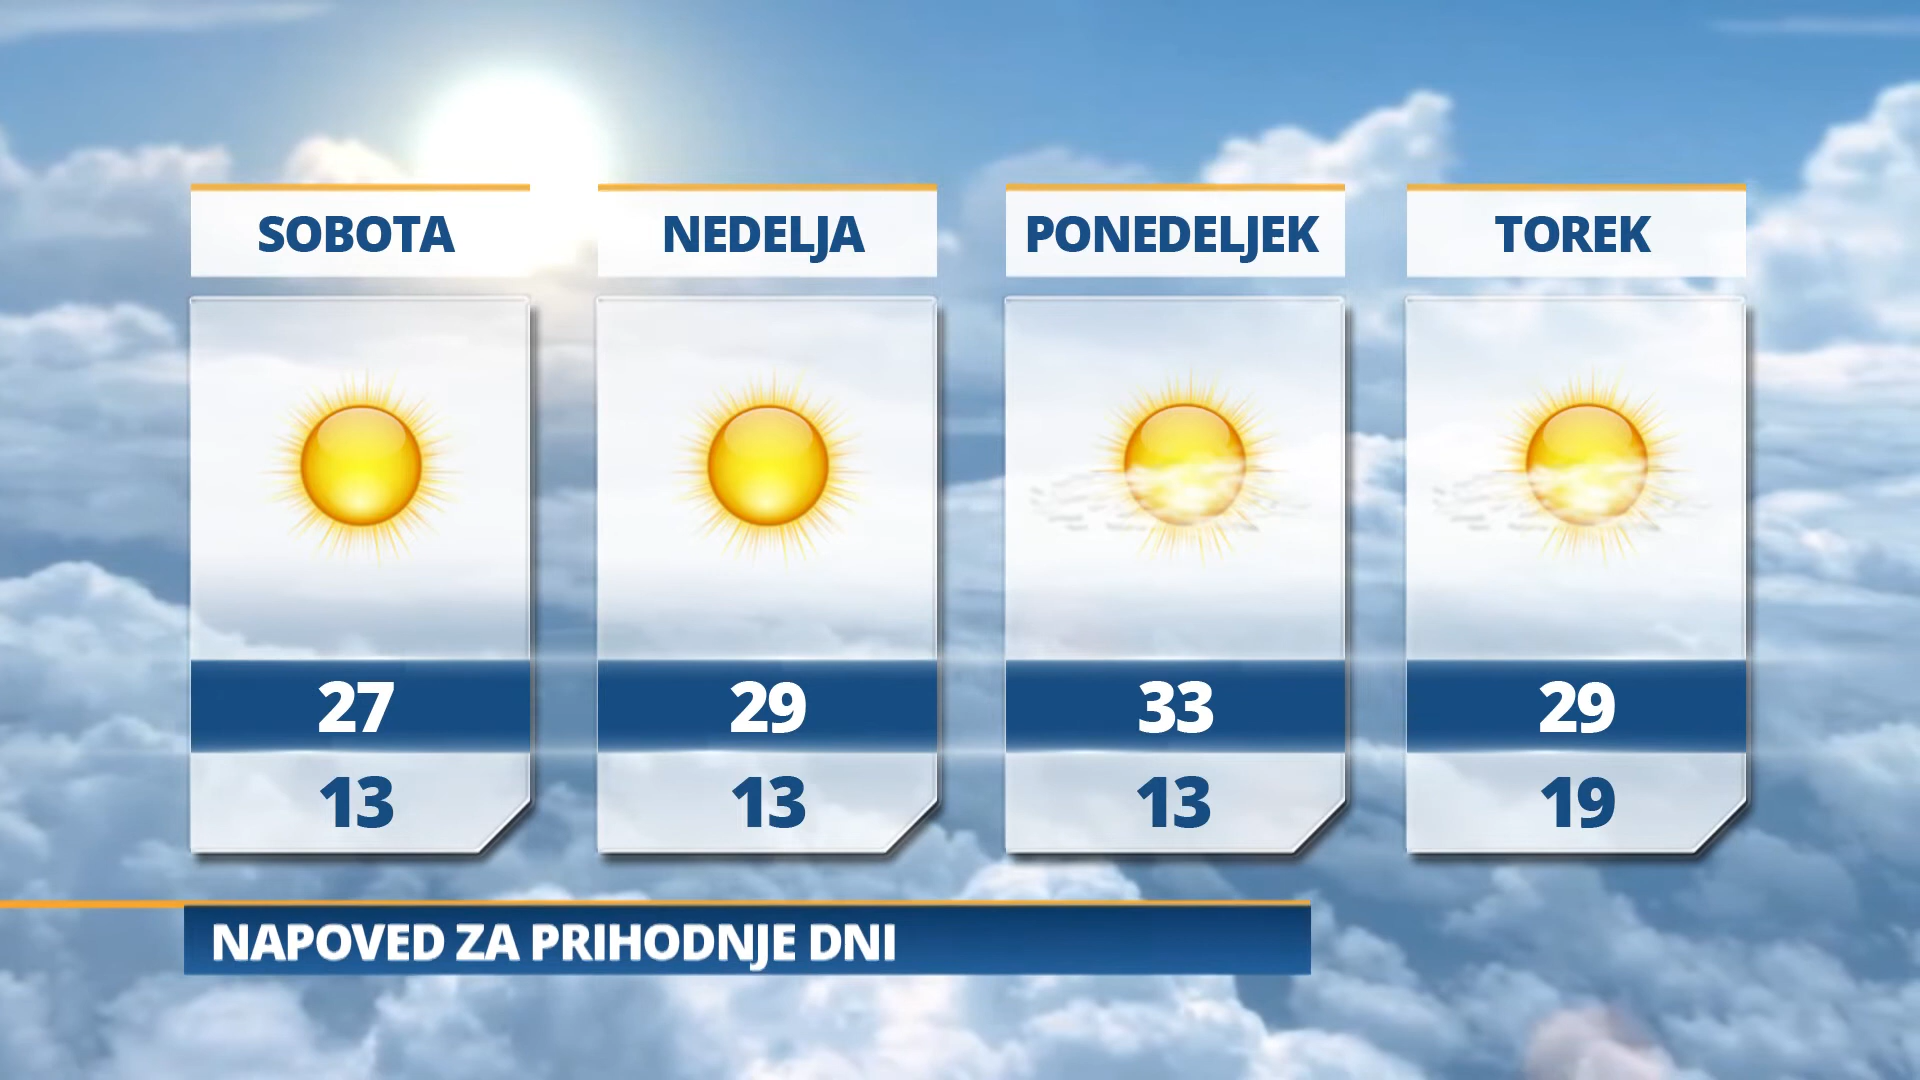 SOBOTA
NEDELJA
PONEDELJEK
TOREK
27
29
33
29
13
13
13
19
NAPOVED ZA PRIHODNJE DNI